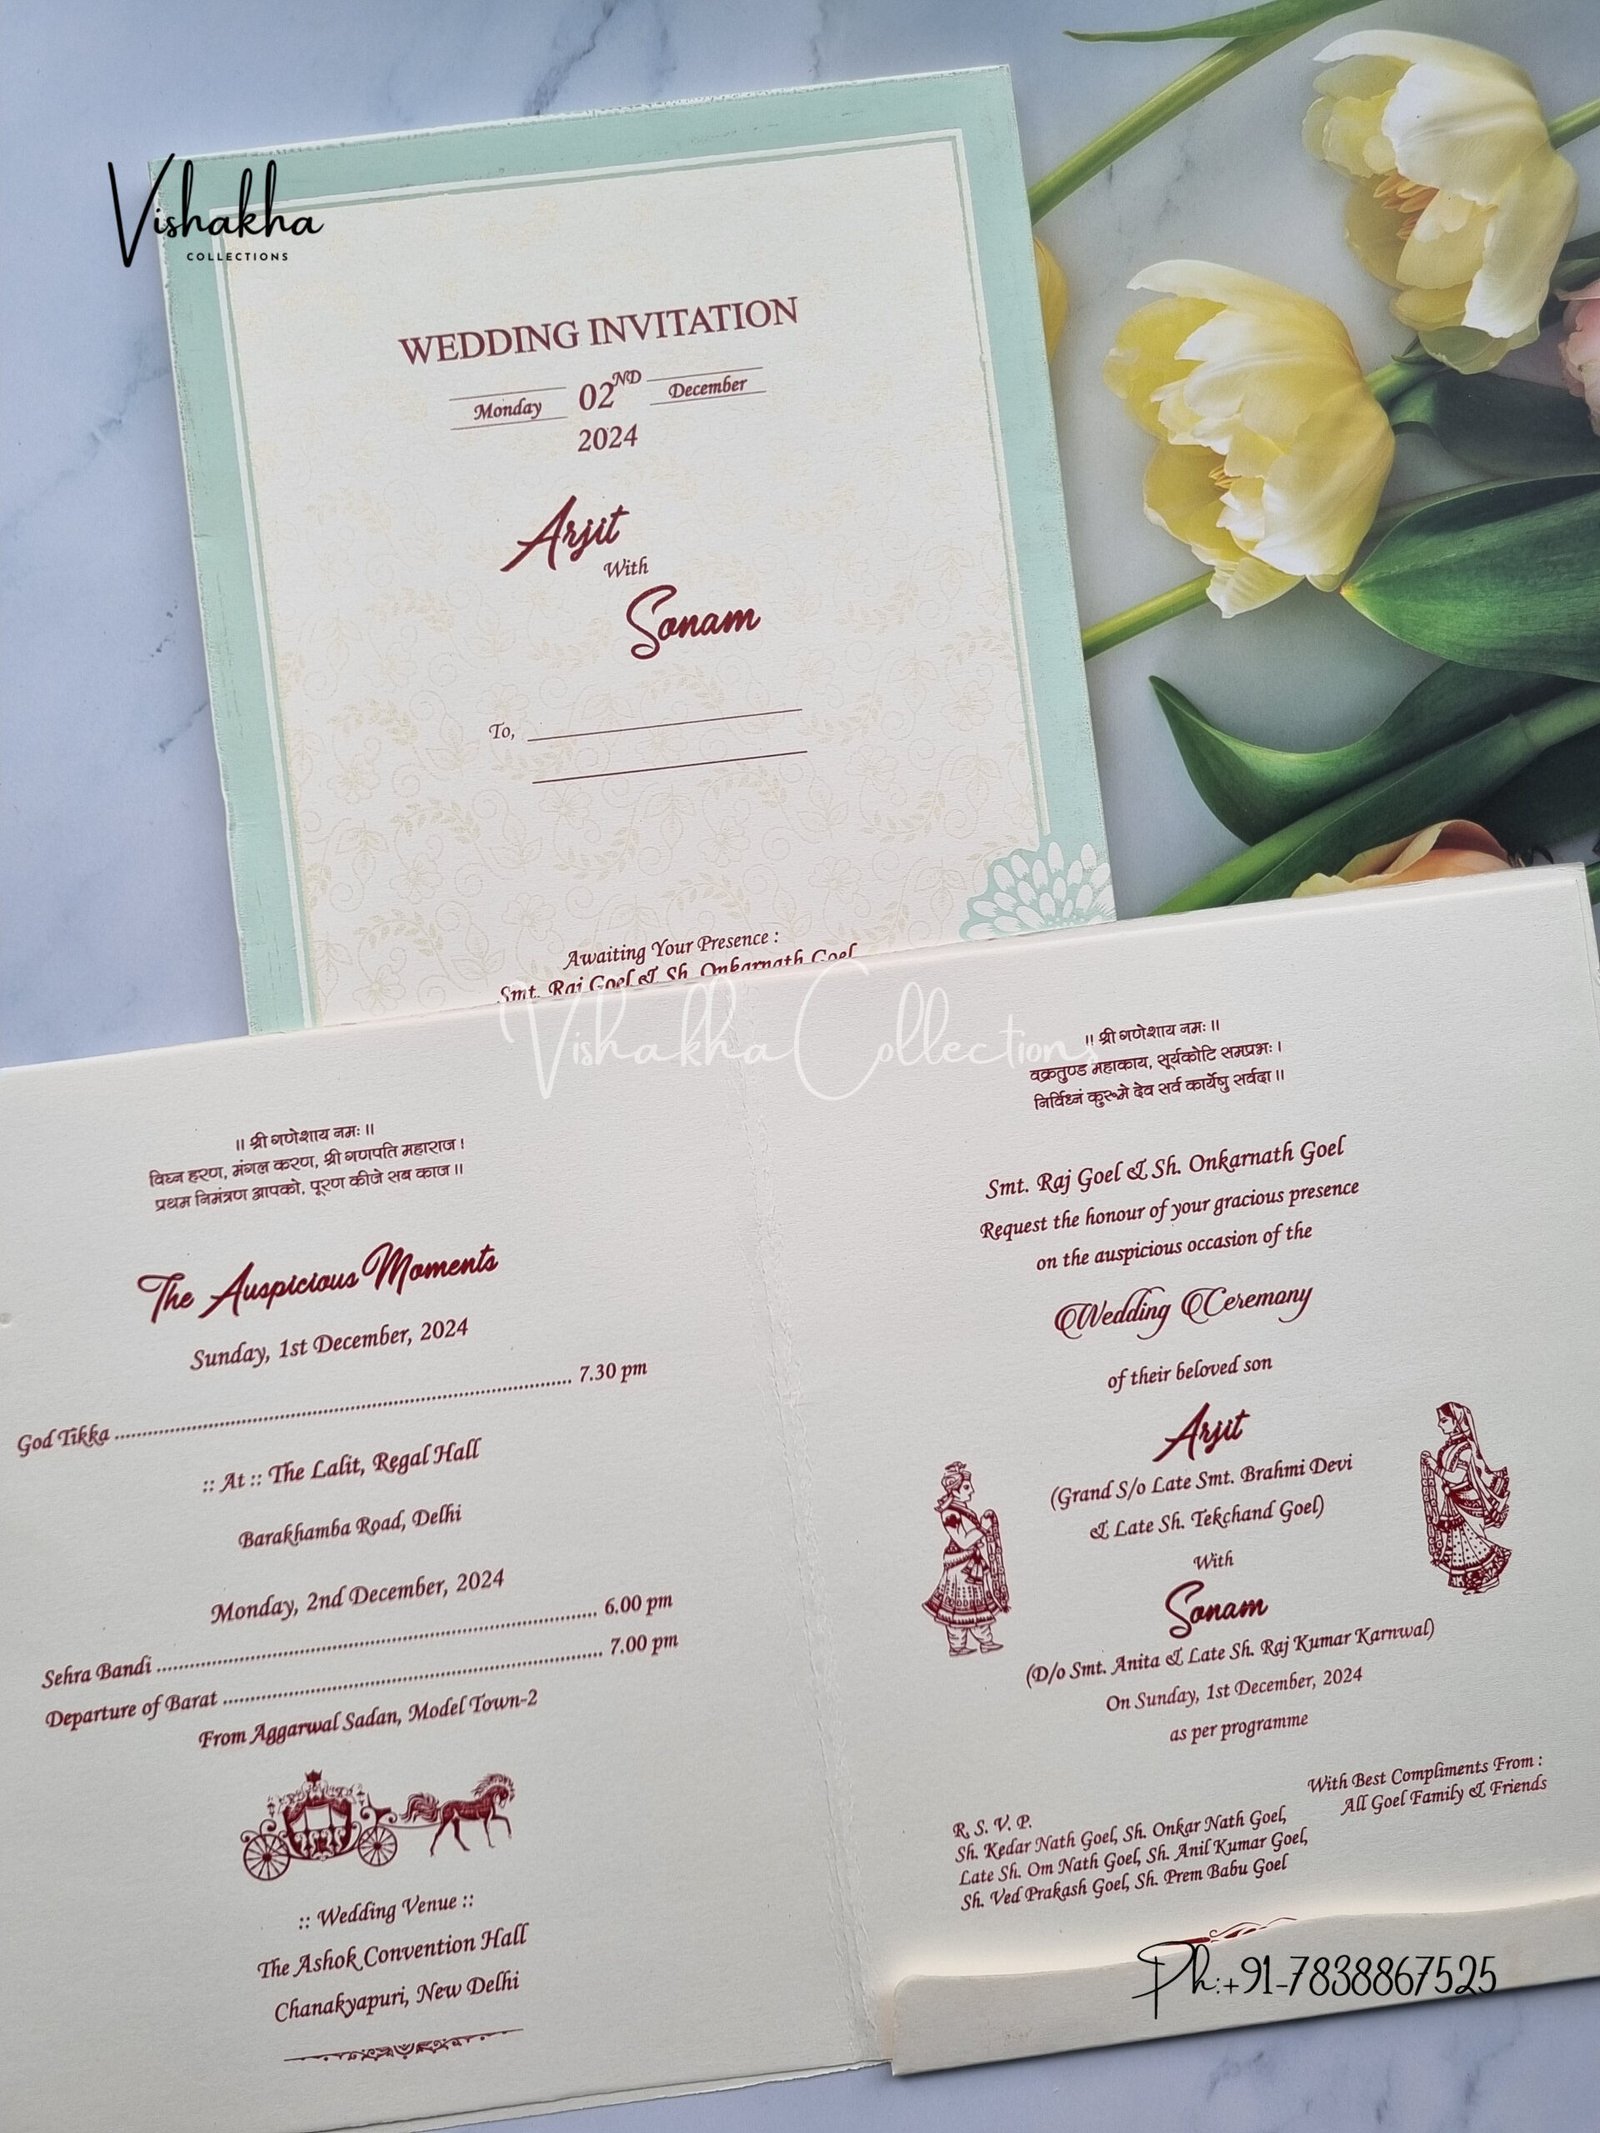 Vishakha
COLLECTIONS
WEDDING INVITATION
Monday 02ND December
2024
Arjit
With
Sonam
To,
Awaiting Your Presence :
Smt. Raj Goel & Sh. Onkarnath Goel
Vishakha Collections
।। श्री गणेशाय नमः ।।
विघ्न हरण, मंगल करण, श्री गणपति महाराज ।
प्रथम निमंत्रण आपको, पूरण कीजे सब काज ।।
The Auspicious Moments
Sunday, 1st December, 2024
God Tikka .......................................................................... 7.30 pm
:: At :: The Lalit, Regal Hall
Barakhamba Road, Delhi
Monday, 2nd December, 2024
Sehra Bandi .......................................................................... 6.00 pm
Departure of Barat .............................................................. 7.00 pm
From Aggarwal Sadan, Model Town-2
:: Wedding Venue ::
The Ashok Convention Hall
Chanakyapuri, New Delhi
।। श्री गणेशाय नमः ।।
वक्रतुण्ड महाकाय, सूर्यकोटि समप्रभः ।
निर्विध्नं कुरूमे देव सर्व कार्येषु सर्वदा ।।
Smt. Raj Goel & Sh. Onkarnath Goel
Request the honour of your gracious presence
on the auspicious occasion of the
Wedding Ceremony
of their beloved son
Arjit
(Grand S/o Late Smt. Brahmi Devi
& Late Sh. Tekchand Goel)
With
Sonam
(D/o Smt. Anita & Late Sh. Raj Kumar Karnwal)
On Sunday, 1st December, 2024
as per programme
With Best Compliments From :
All Goel Family & Friends
R. S. V. P.
Sh. Kedar Nath Goel, Sh. Onkar Nath Goel,
Late Sh. Om Nath Goel, Sh. Anil Kumar Goel,
Sh. Ved Prakash Goel, Sh. Prem Babu Goel
Ph:+91-7838867525